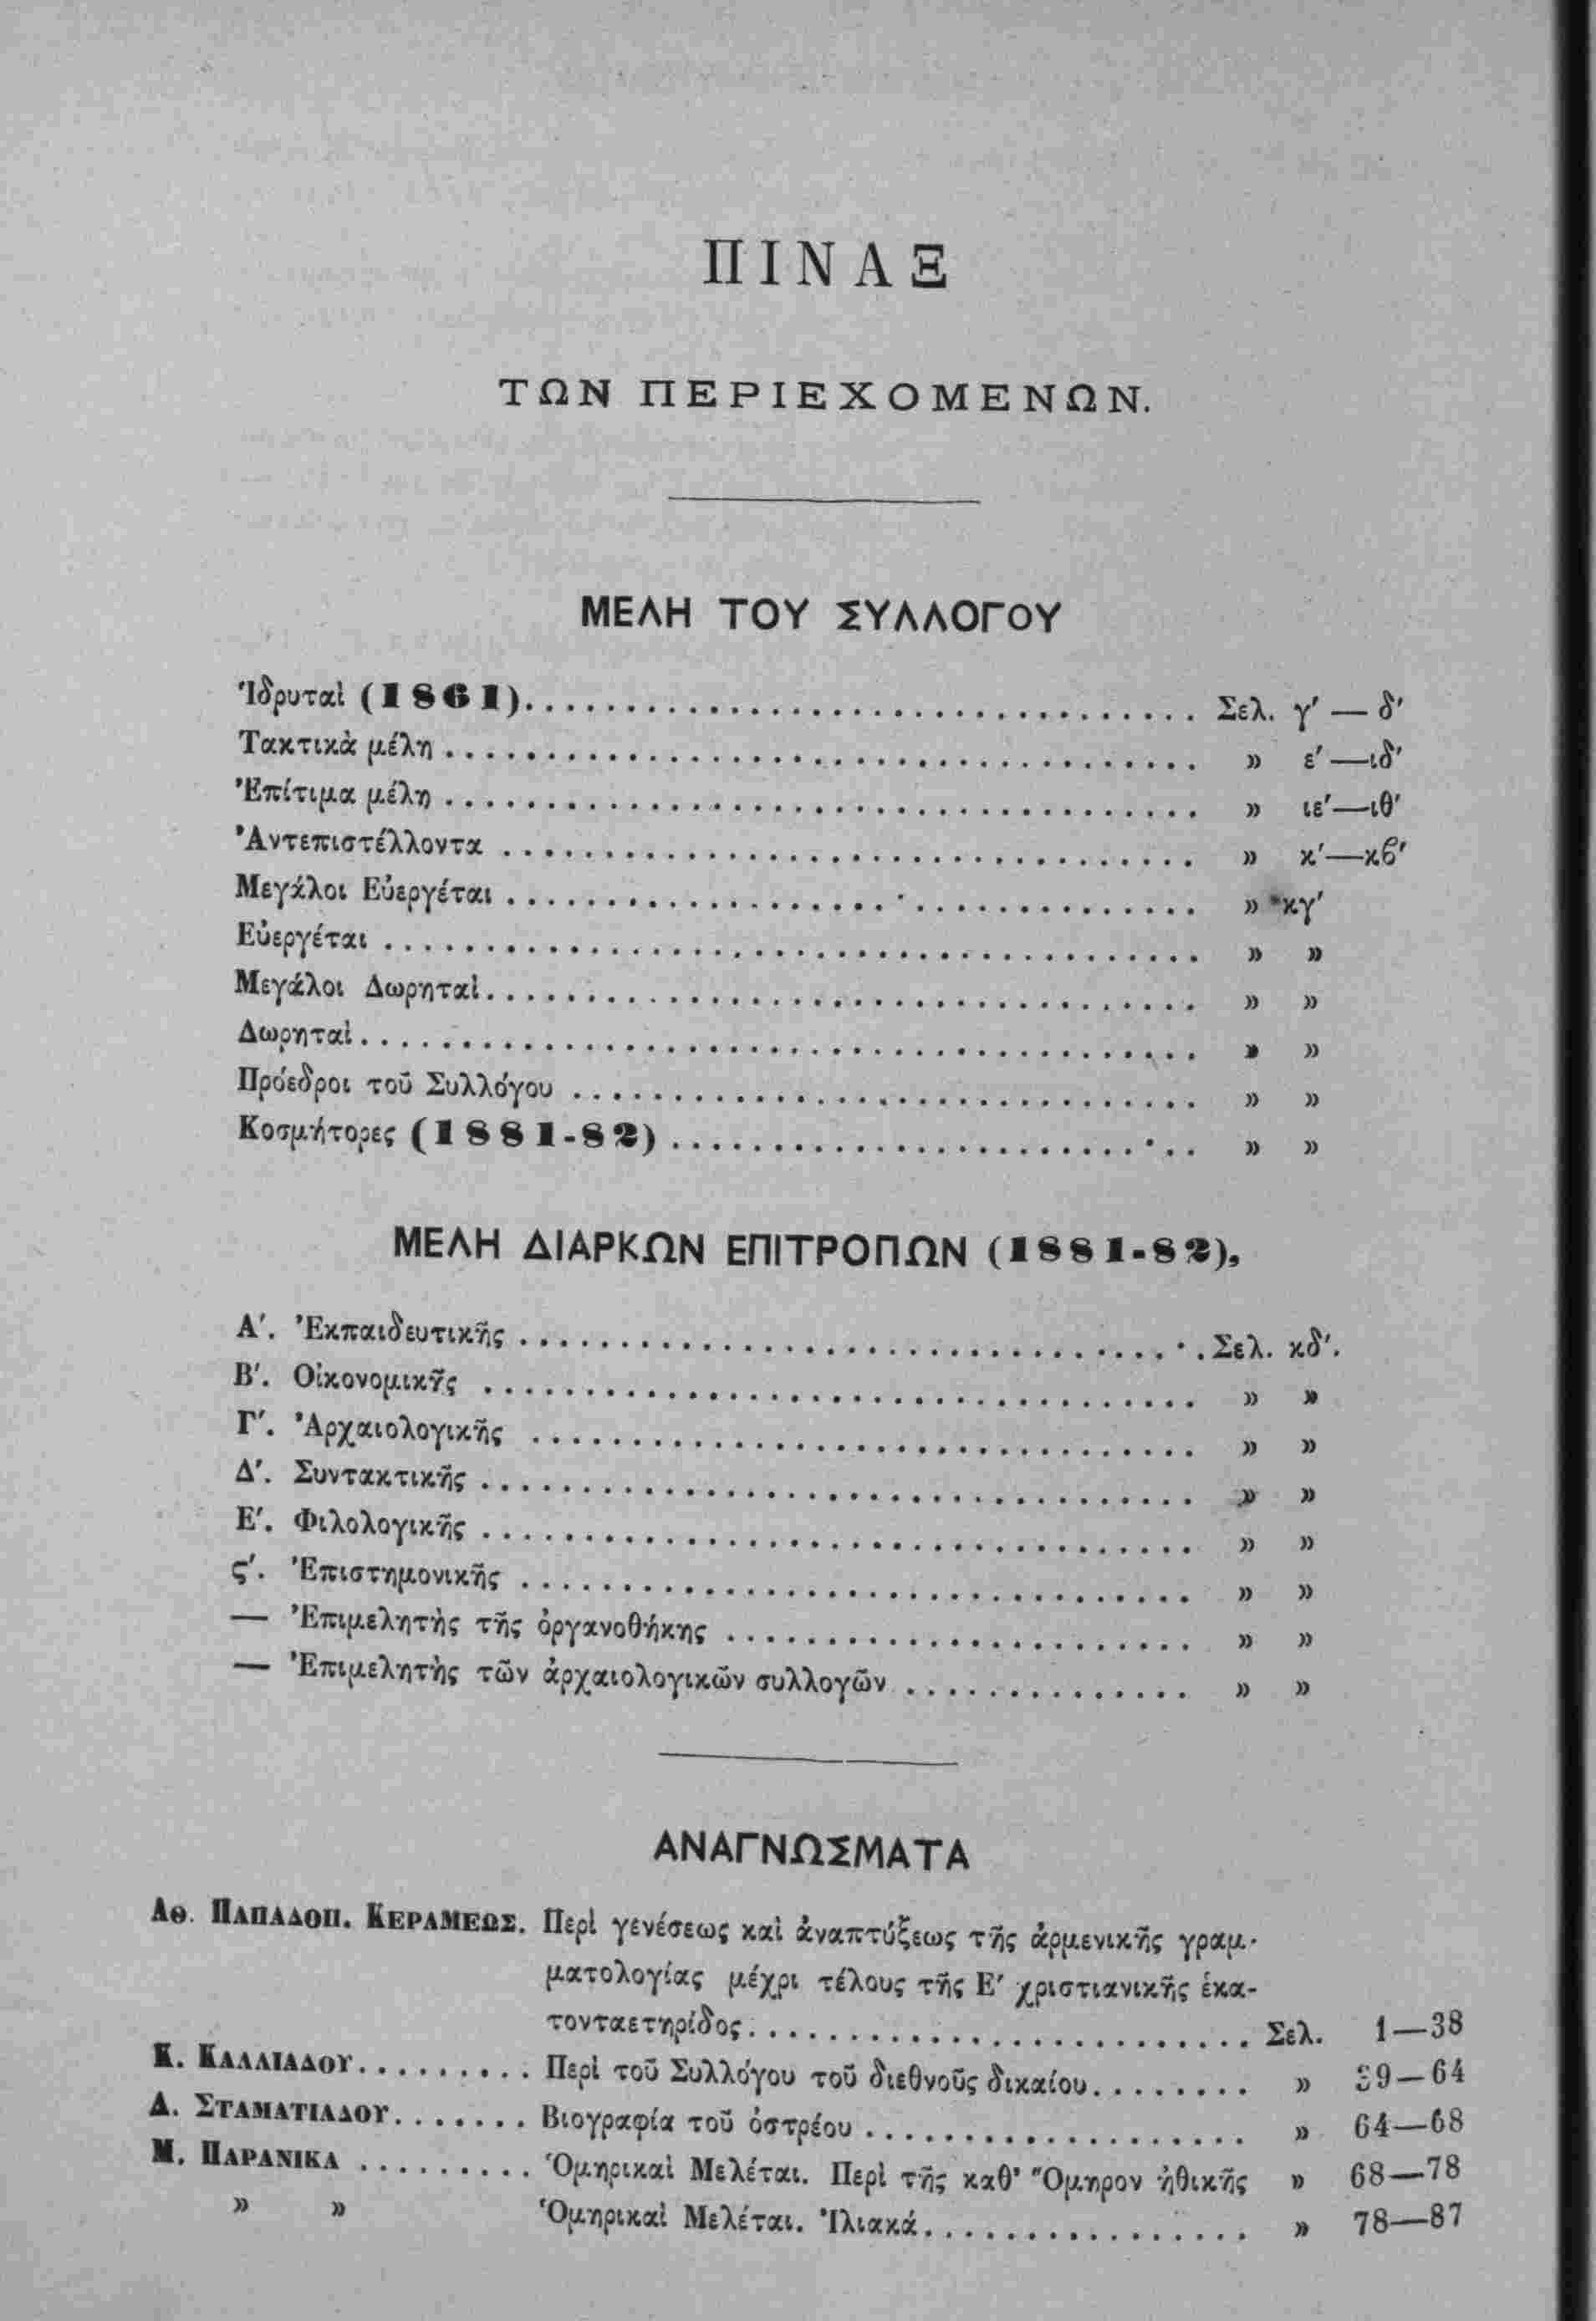 ΠΙΝΑΞ
ΤΩΝ ΠΕΡΙΕΧΟΜΕΝΩΝ.
ΜΕΛΗ ΤΟΥ ΣΥΛΛΟΓΟΥ
Ἱδρυταὶ (1861)................................. Σελ. γ′ — δ′
Τακτικὰ μέλη..................................... » ε′—ιδ′
Ἐπίτιμα μέλη..................................... » ιε′—ιθ′
Ἀντεπιστέλλοντα.................................. » κ′—κϐ′
Μεγάλοι Εὐεργέται................................. » κγ′
Εὐεργέται........................................ » »
Μεγάλοι Δωρηταὶ................................... » »
Δωρηταὶ.......................................... » »
Πρόεδροι τοῦ Συλλόγου............................... » »
Κοσμήτορες (1881-82).......................... » »
ΜΕΛΗ ΔΙΑΡΚΩΝ ΕΠΙΤΡΟΠΩΝ (1881-82),
Α′. Ἐκπαιδευτικῆς.................................. Σελ. κδ′.
Β′. Οἰκονομικῆς................................... » »
Γ′. Ἀρχαιολογικῆς................................. » »
Δ′. Συντακτικῆς................................... » »
Ε′. Φιλολογικῆς................................... » »
ς′. Ἐπιστημονικῆς................................. » »
— Ἐπιμελητὴς τῆς ὀργανοθήκης....................... » »
— Ἐπιμελητὴς τῶν ἀρχαιολογικῶν συλλογῶν.............. » »
ΑΝΑΓΝΩΣΜΑΤΑ
Αθ. Παπαδοπ. Κεραμεως. Περὶ γενέσεως καὶ ἀναπτύξεως τῆς ἀρμενικῆς γραμ-
ματολογίας μέχρι τέλους τῆς Ε′ χριστιανικῆς ἑκα-
τονταετηρίδος......................... Σελ. 1—38
Κ. Καλλιαδου......... Περὶ τοῦ Συλλόγου τοῦ διεθνοῦς δικαίου........ » 39—64
Δ. Σταματιαδου....... Βιογραφία τοῦ ὀστρέου.................... » 64—68
Μ. Παρανικα......... Ὁμηρικαὶ Μελέται. Περὶ τῆς καθ' Ὅμηρον ἠθικῆς » 68—78
» » Ὁμηρικαὶ Μελέται. Ἰλιακά................. » 78—87